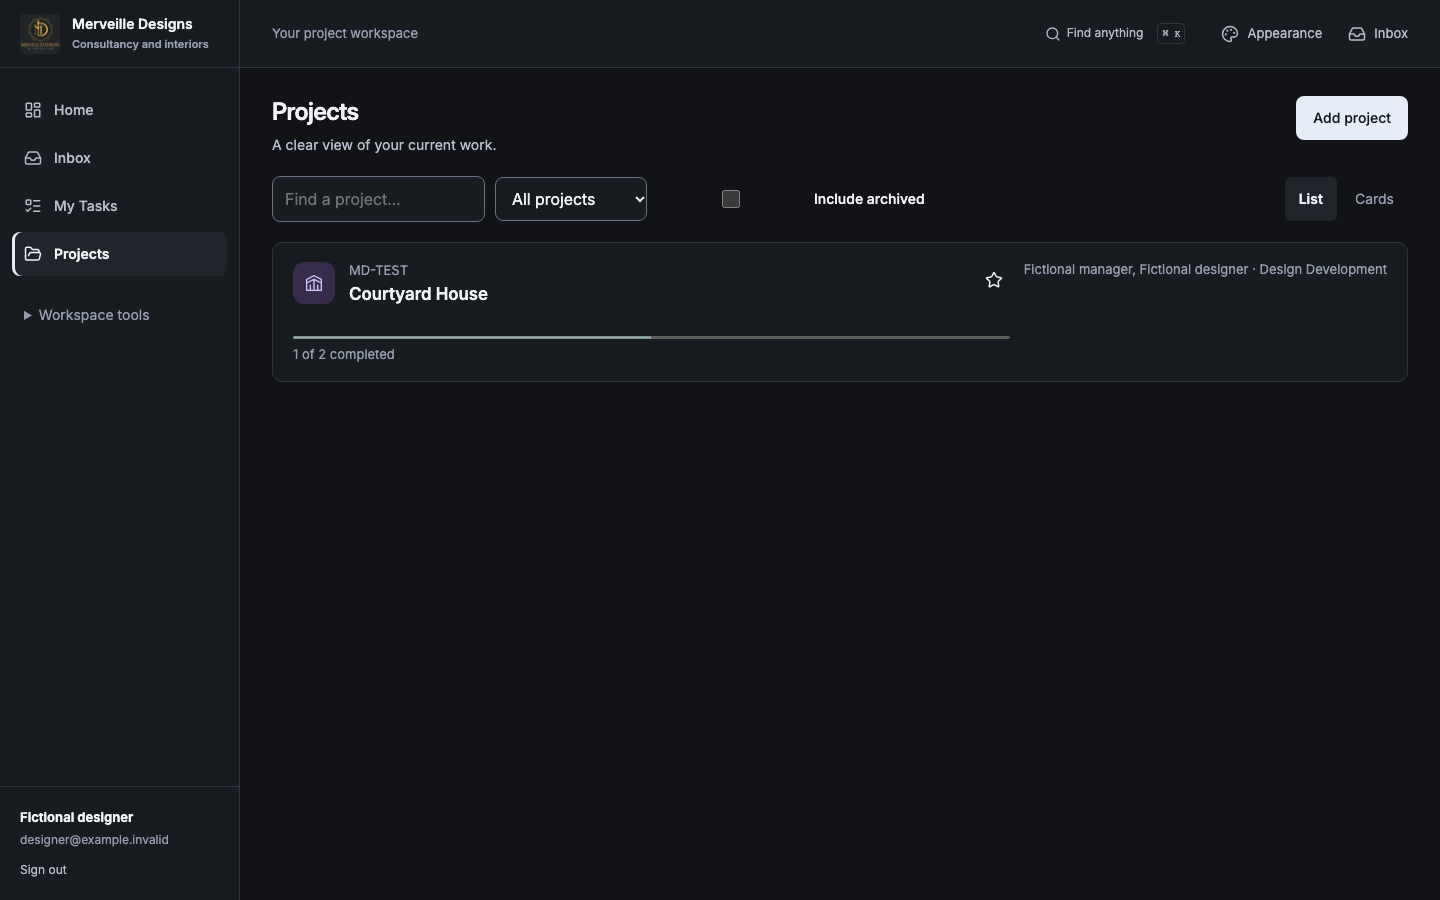 Merveille Designs
Consultancy and interiors
Your project workspace
Find anything
⌘ K
Appearance
Inbox
Home
Inbox
My Tasks
Projects
Workspace tools
Projects
A clear view of your current work.
Add project
Find a project...
All projects
Include archived
List
Cards
MD-TEST
Courtyard House
Fictional manager, Fictional designer · Design Development
1 of 2 completed
Fictional designer
designer@example.invalid
Sign out